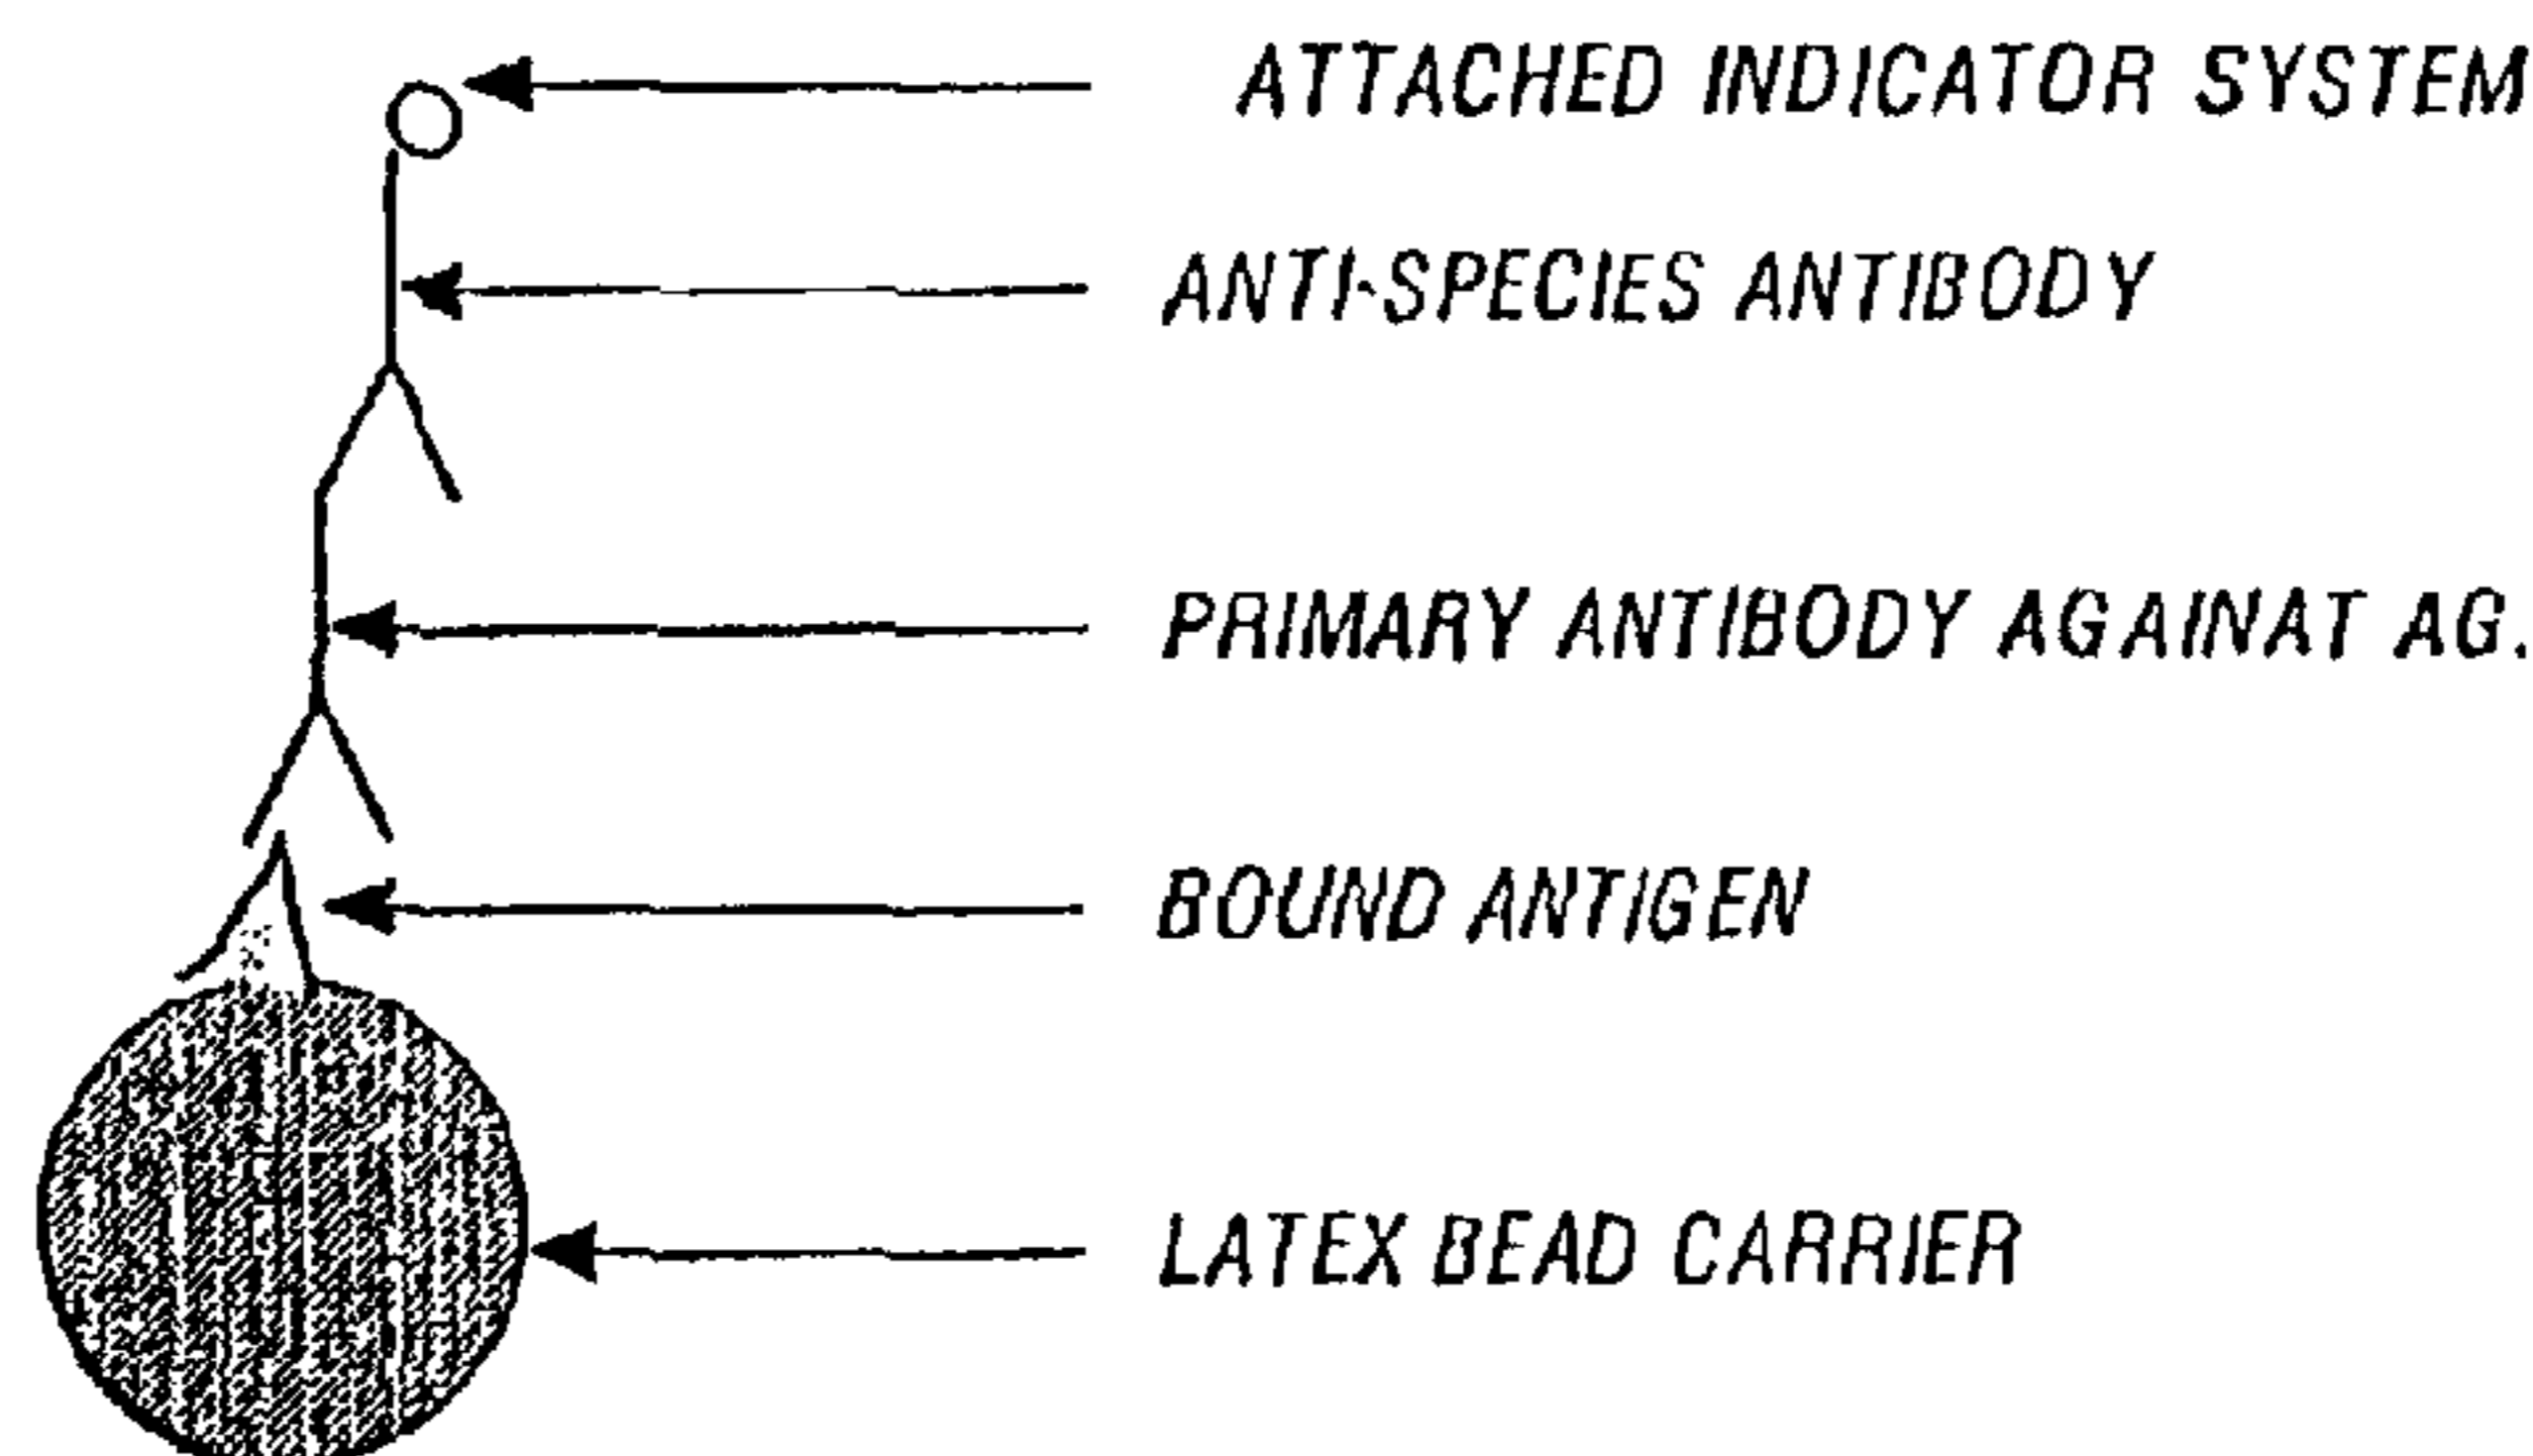 ATTACHED INDICATOR SYSTEM
ANTI-SPECIES ANTIBODY
PRIMARY ANTIBODY AGAINAT AG.
BOUND ANTIGEN
LATEX BEAD CARRIER